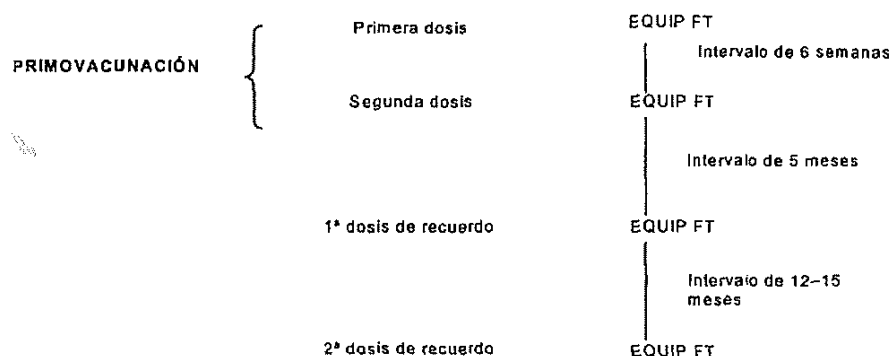 Primera dosis EQUIP FT
Intervalo de 6 semanas
PRIMOVACUNACIÓN
Segunda dosis EQUIP FT
Intervalo de 5 meses
1ª dosis de recuerdo EQUIP FT
Intervalo de 12–15
meses
2ª dosis de recuerdo EQUIP FT